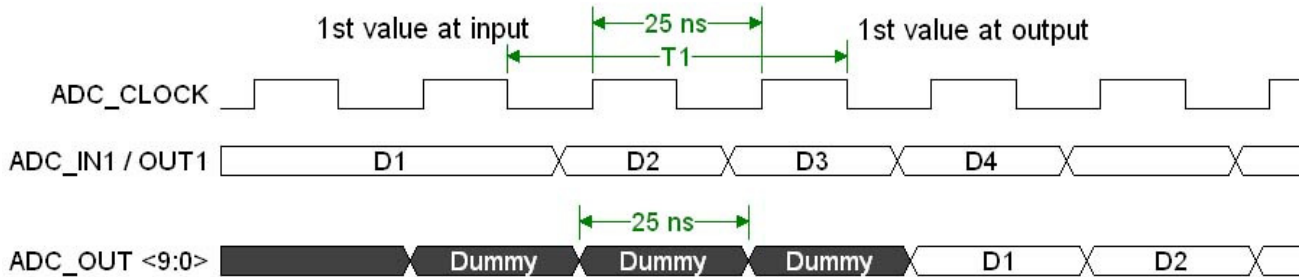 1st value at input
25 ns
1st value at output
T1
ADC_CLOCK
ADC_IN1 / OUT1 D1 D2 D3 D4
25 ns
ADC_OUT <9:0> Dummy Dummy Dummy D1 D2